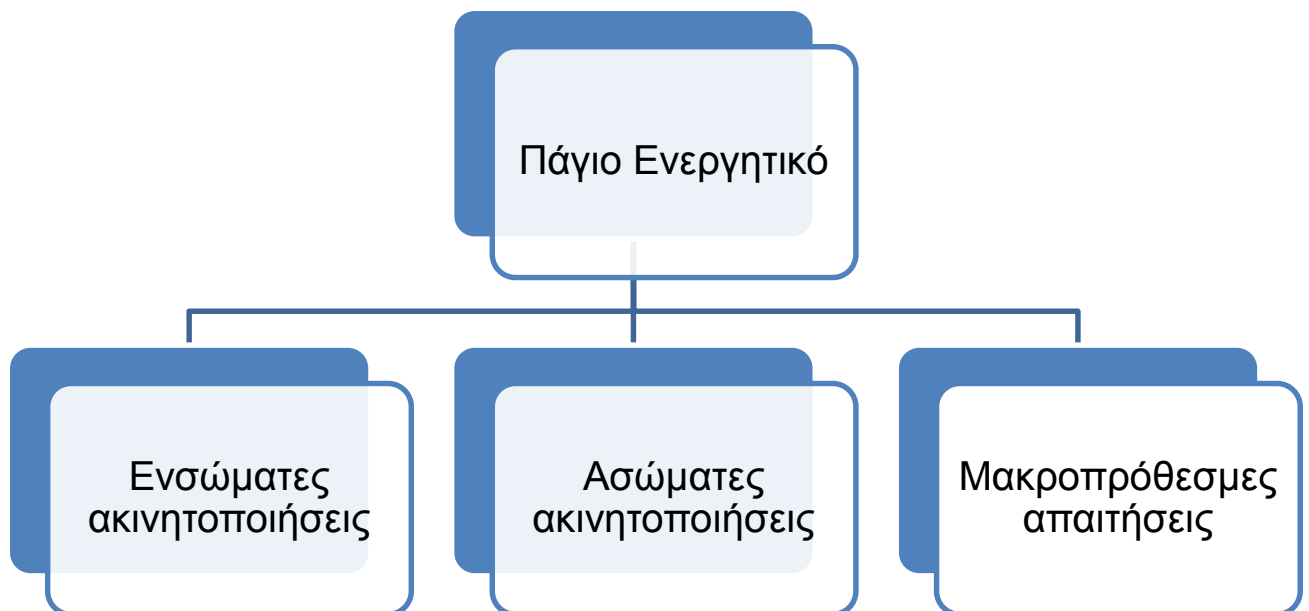 Πάγιο Ενεργητικό
Ενσώματες
ακινητοποιήσεις
Ασώματες
ακινητοποιήσεις
Μακροπρόθεσμες
απαιτήσεις